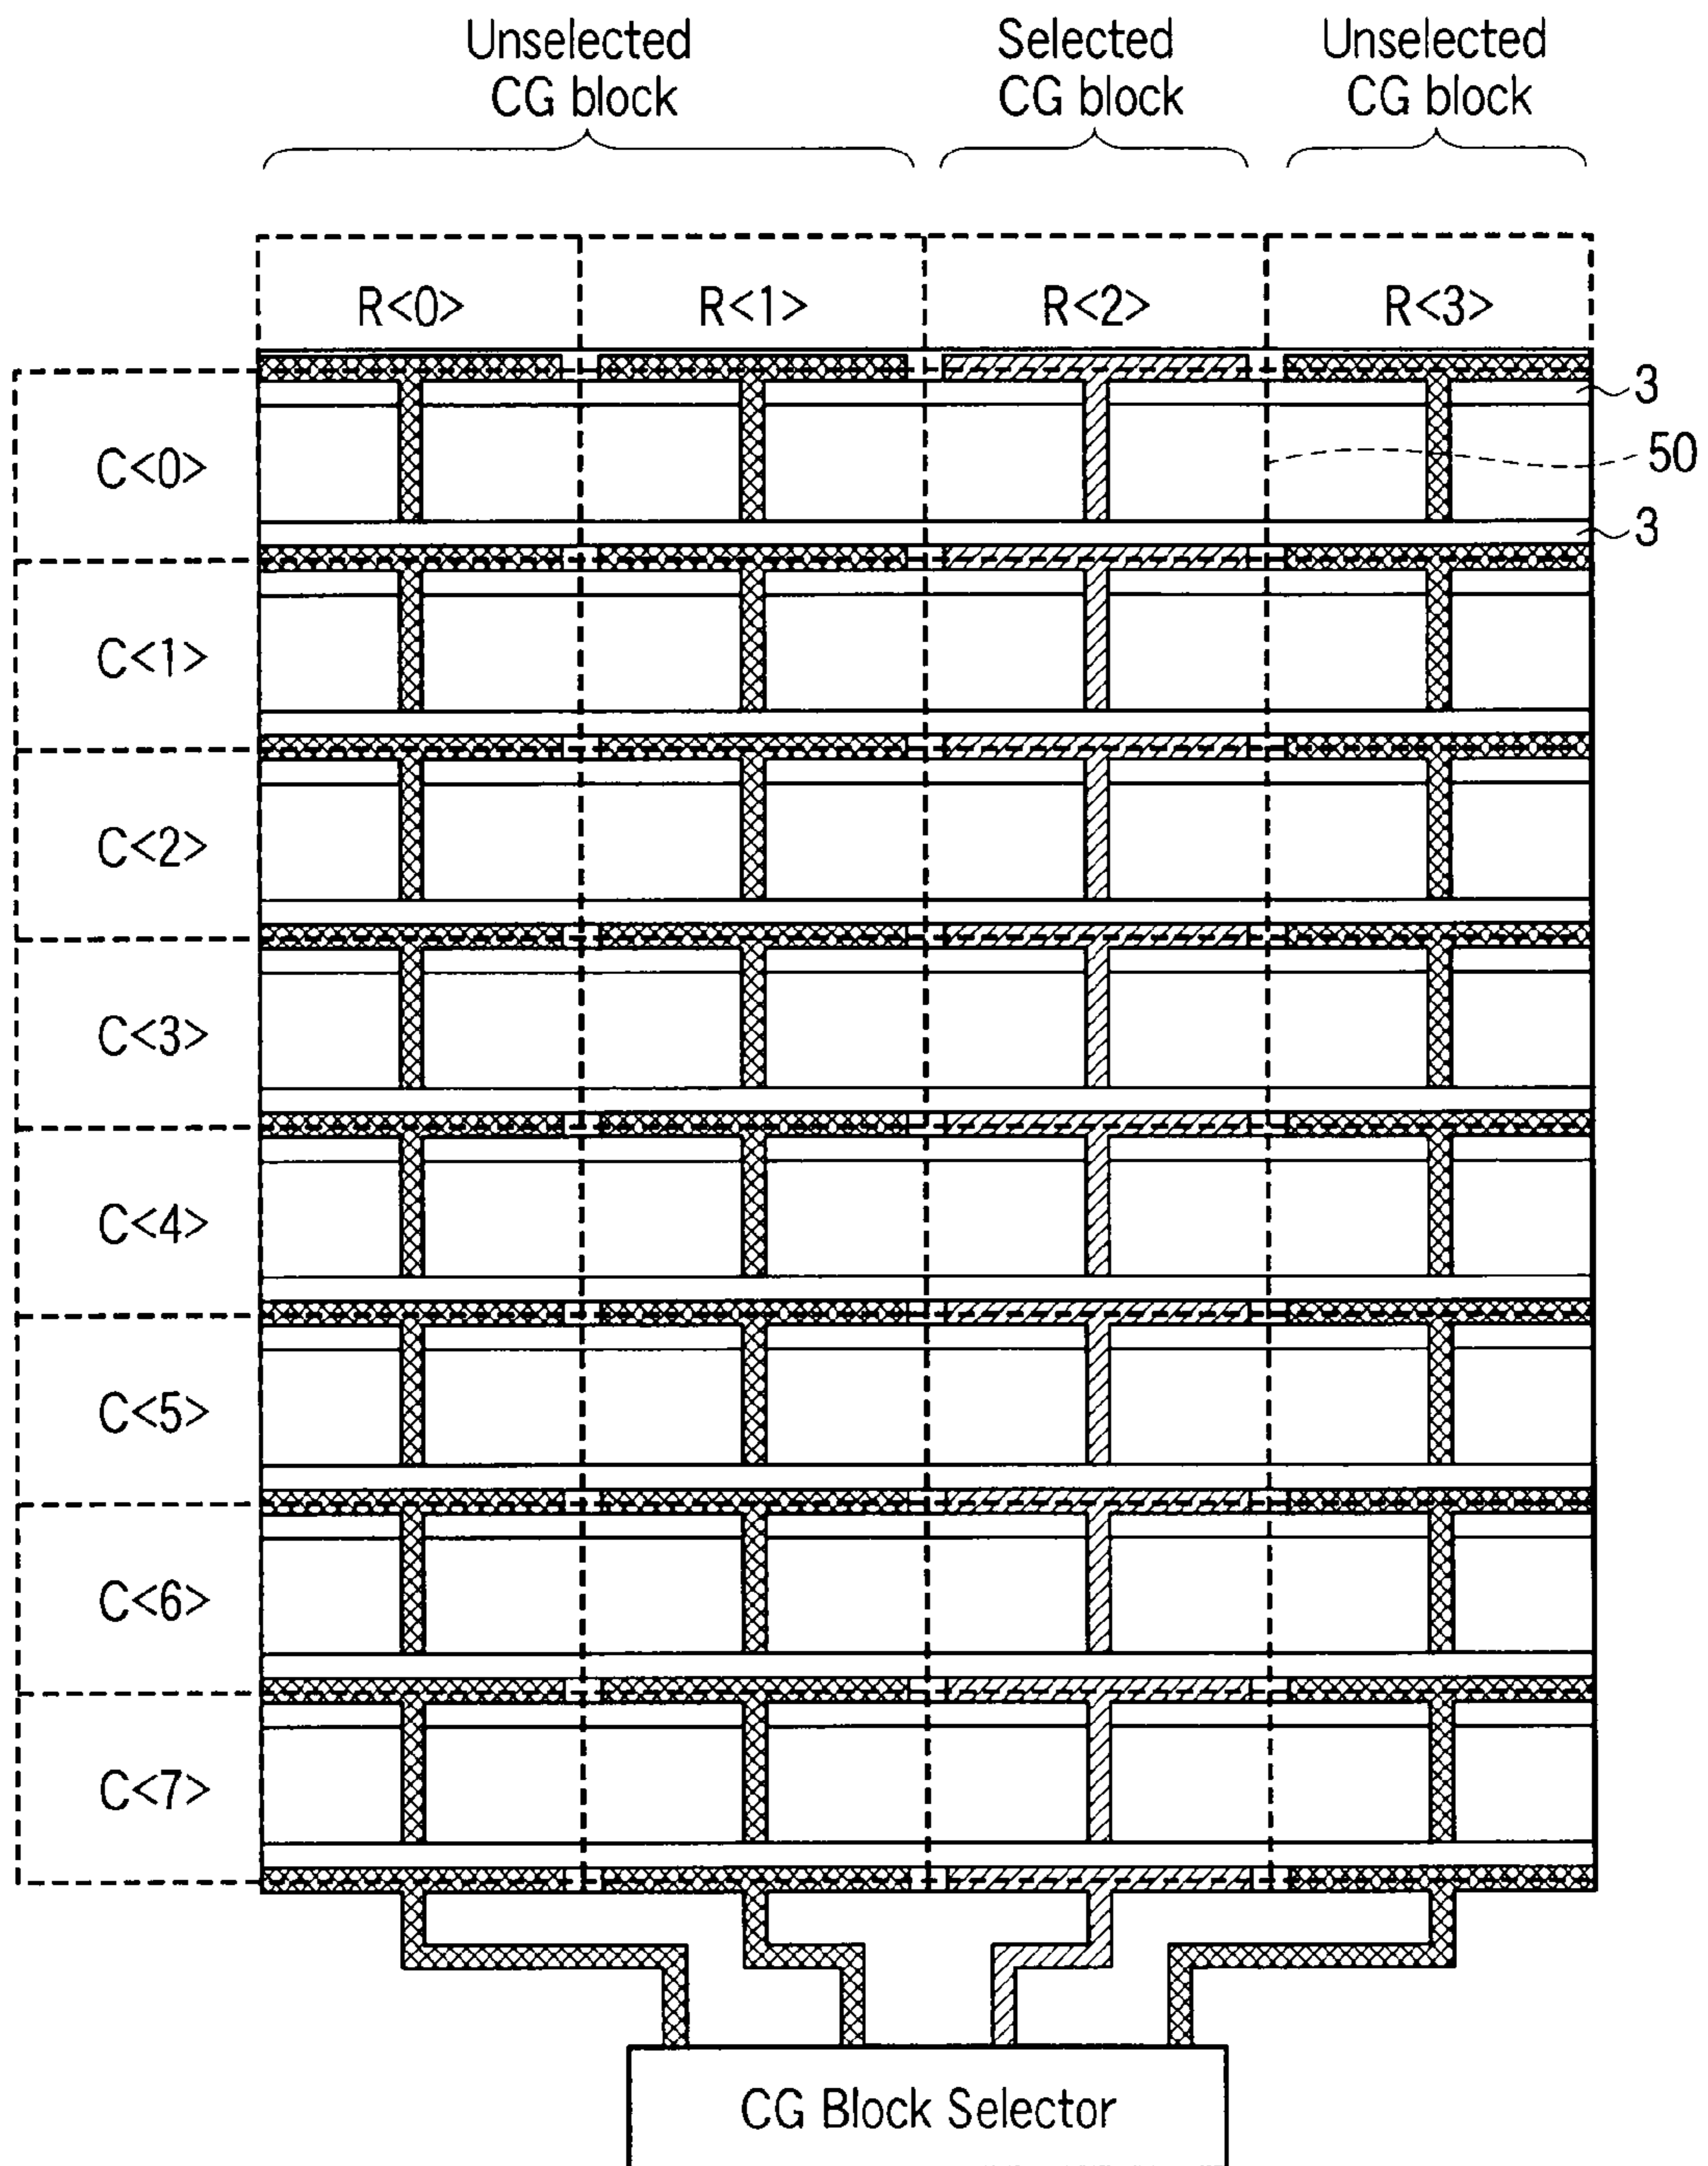 Unselected
CG block
Selected
CG block
Unselected
CG block
R<0>
R<1>
R<2>
R<3>
3
C<0>
50
3
C<1>
C<2>
C<3>
C<4>
C<5>
C<6>
C<7>
CG Block Selector